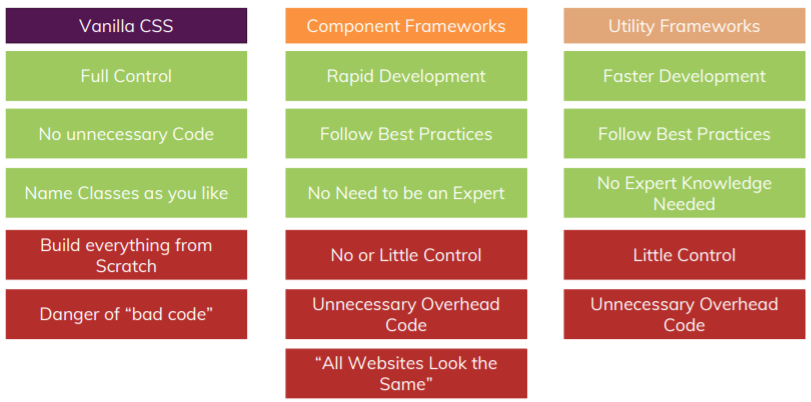 Vanilla CSS
Full Control
No unnecessary Code
Name Classes as you like
Build everything from
Scratch
Danger of “bad code”
Component Frameworks
Rapid Development
Follow Best Practices
No Need to be an Expert
No or Little Control
Unnecessary Overhead
Code
“All Websites Look the
Same”
Utility Frameworks
Faster Development
Follow Best Practices
No Expert Knowledge
Needed
Little Control
Unnecessary Overhead
Code